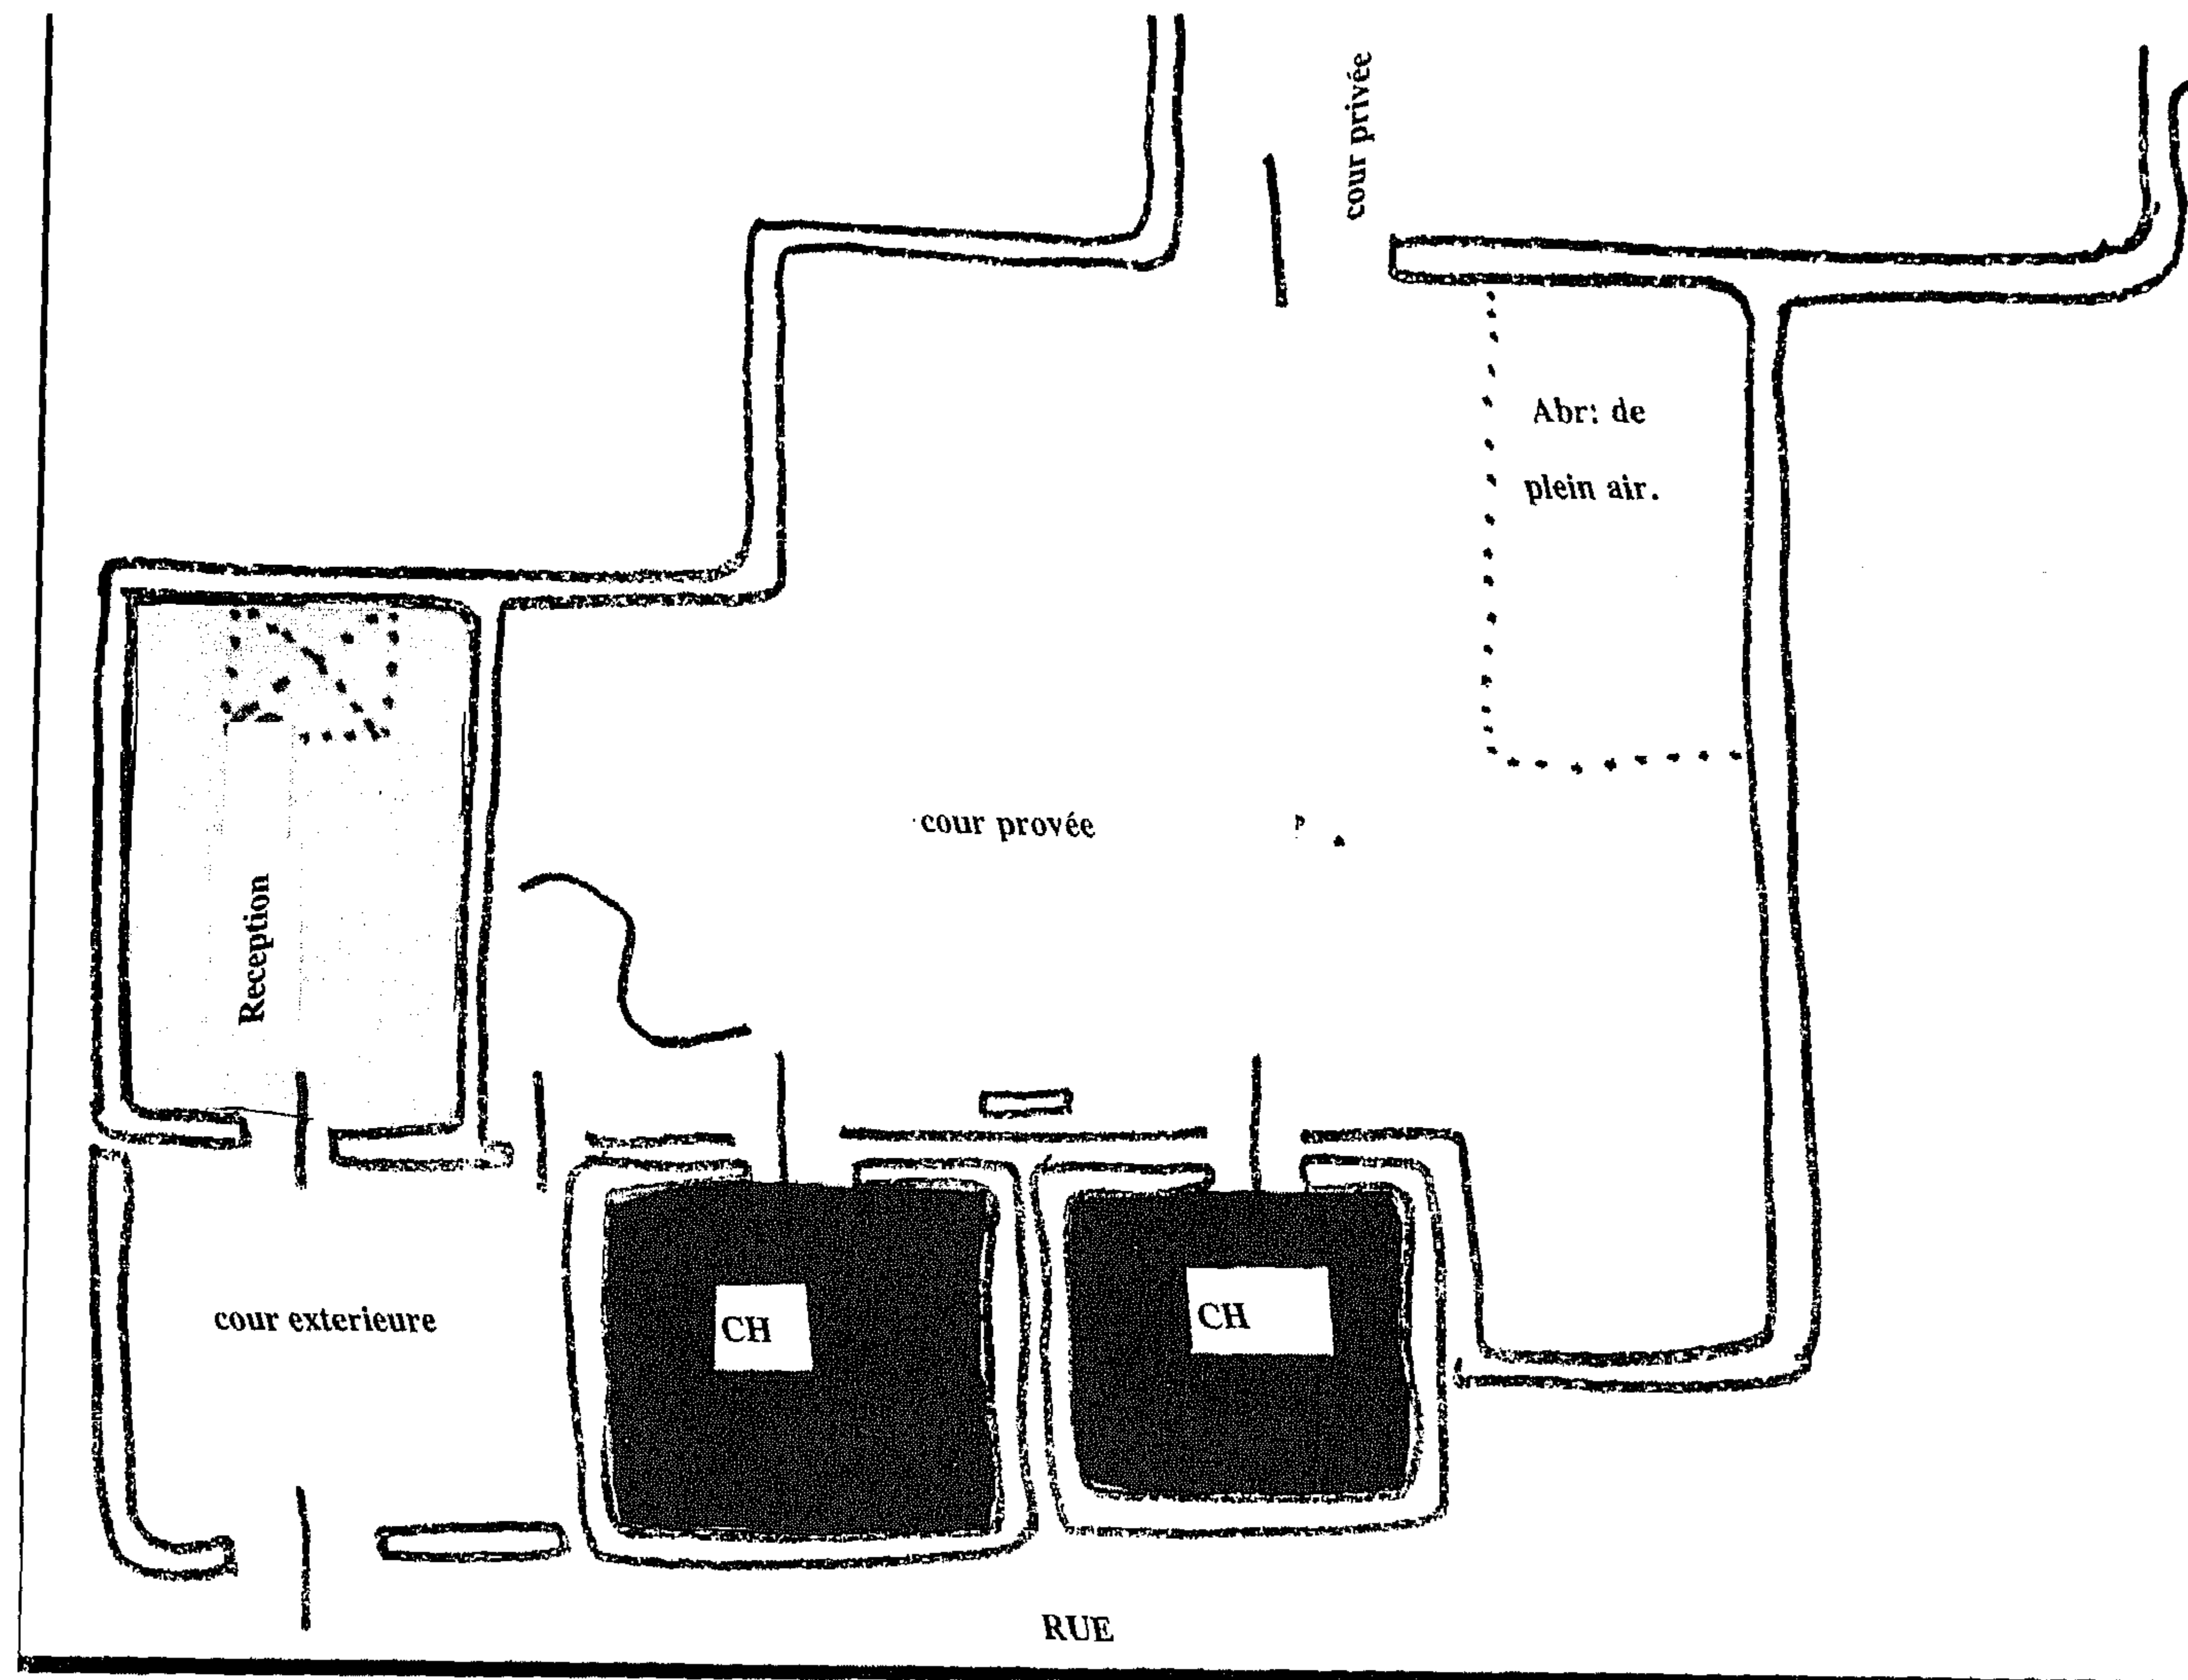 cour privée
Abr: de
plein air.
cour provée
P
Reception
cour exterieure
CH
CH
RUE